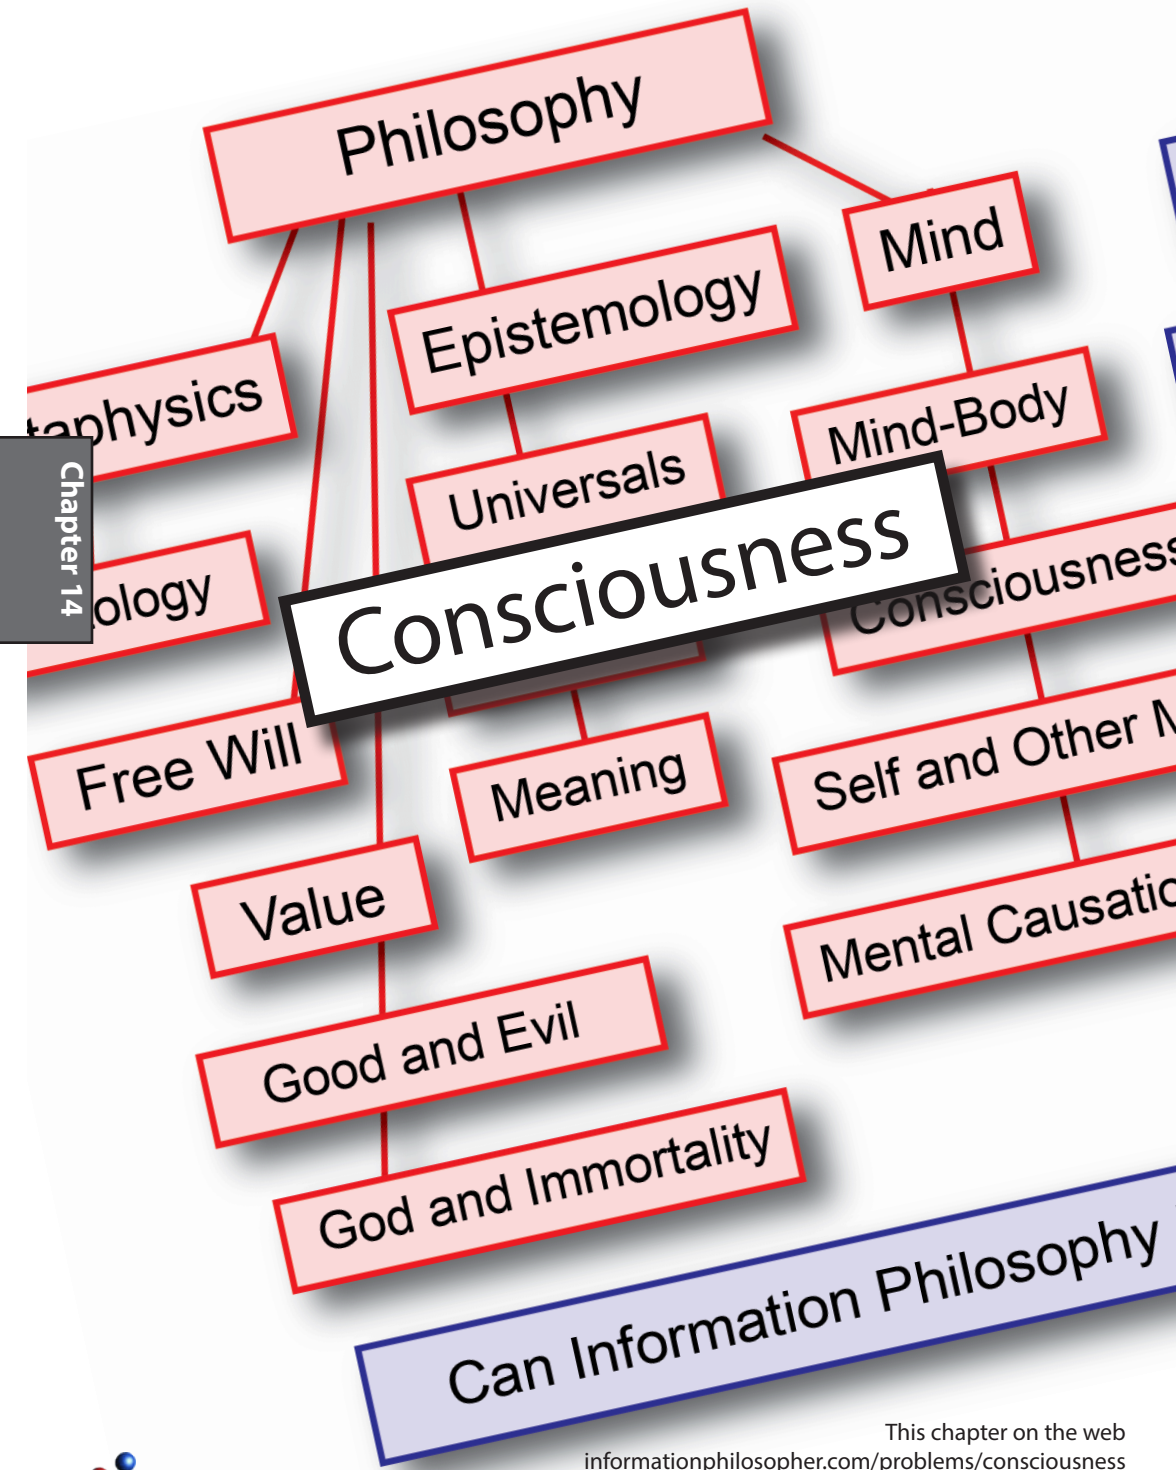 Philosophy
Mind
Epistemology
taphysics
Mind-Body
Universals
Chapter 14
Consciousness
Consciousness
ology
Free Will
Meaning
Self and Other M
Value
Mental Causatio
Good and Evil
God and Immortality
Can Information Philosophy
This chapter on the web
informationphilosopher.com/problems/consciousness